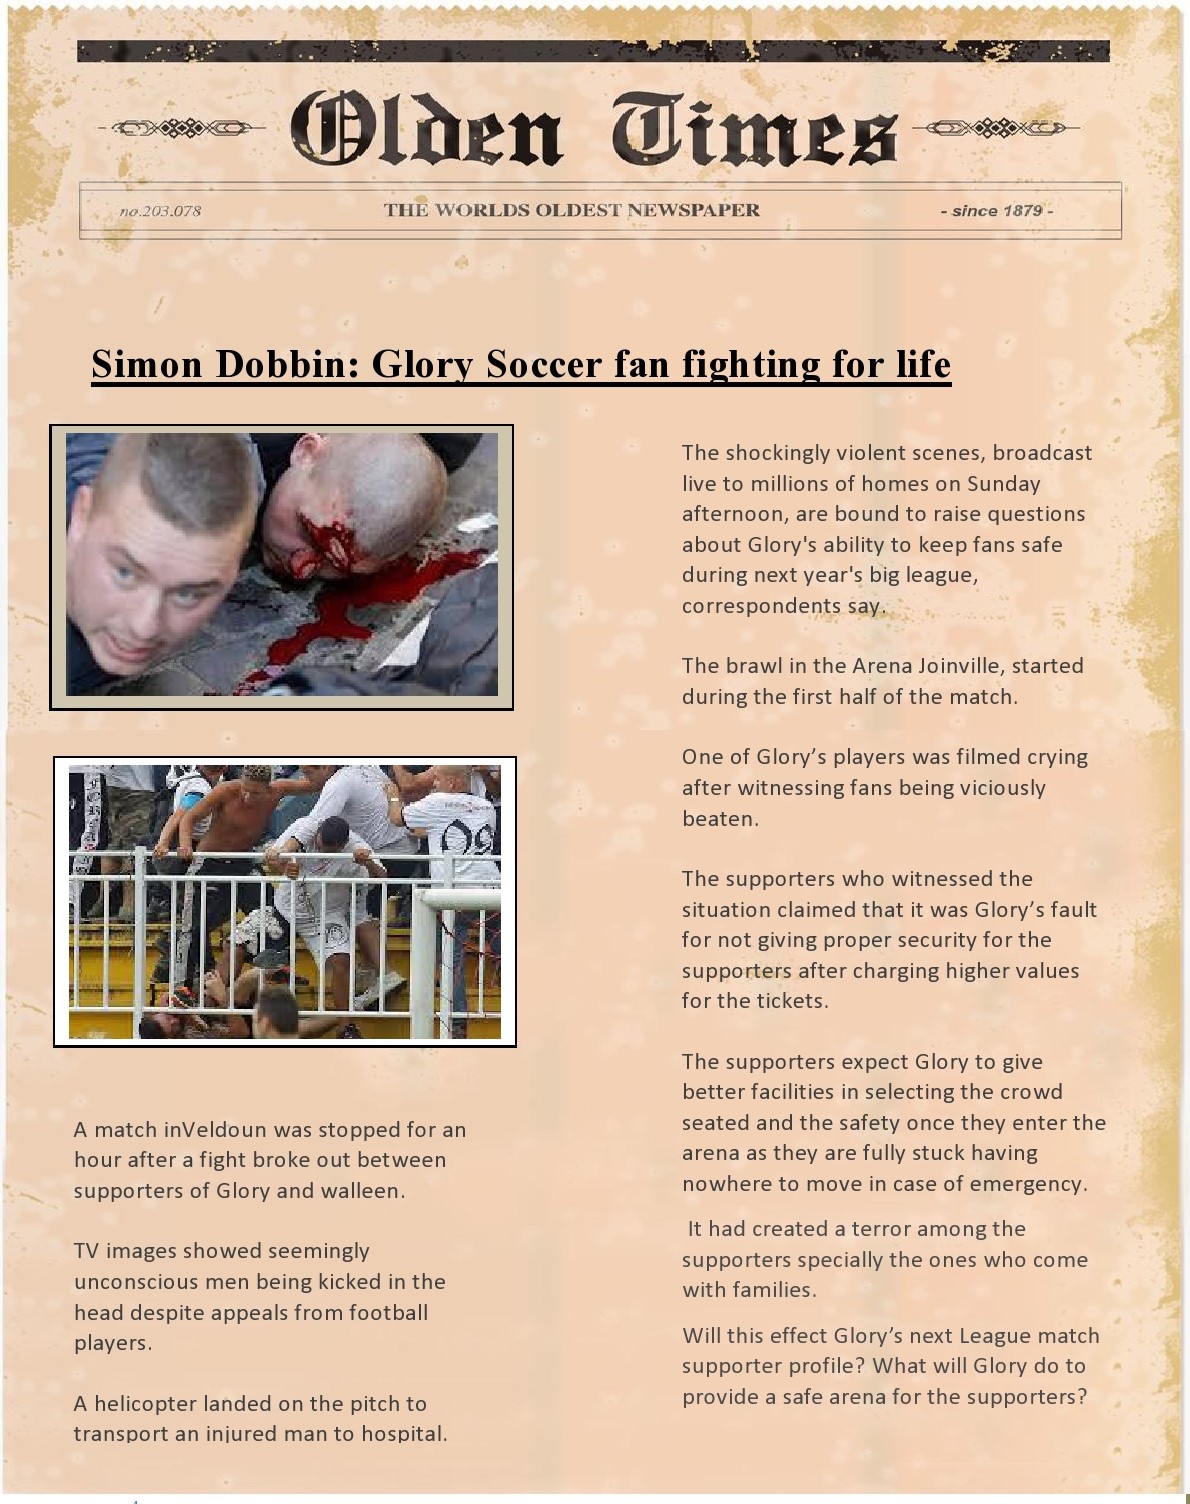 Olden Times
no.203.078
THE WORLDS OLDEST NEWSPAPER
- since 1879 -
Simon Dobbin: Glory Soccer fan fighting for life
A match inVeldoun was stopped for an
hour after a fight broke out between
supporters of Glory and walleen.
TV images showed seemingly
unconscious men being kicked in the
head despite appeals from football
players.
A helicopter landed on the pitch to
transport an injured man to hospital.
The shockingly violent scenes, broadcast
live to millions of homes on Sunday
afternoon, are bound to raise questions
about Glory's ability to keep fans safe
during next year's big league,
correspondents say.
The brawl in the Arena Joinville, started
during the first half of the match.
One of Glory’s players was filmed crying
after witnessing fans being viciously
beaten.
The supporters who witnessed the
situation claimed that it was Glory’s fault
for not giving proper security for the
supporters after charging higher values
for the tickets.
The supporters expect Glory to give
better facilities in selecting the crowd
seated and the safety once they enter the
arena as they are fully stuck having
nowhere to move in case of emergency.
It had created a terror among the
supporters specially the ones who come
with families.
Will this effect Glory’s next League match
supporter profile? What will Glory do to
provide a safe arena for the supporters?